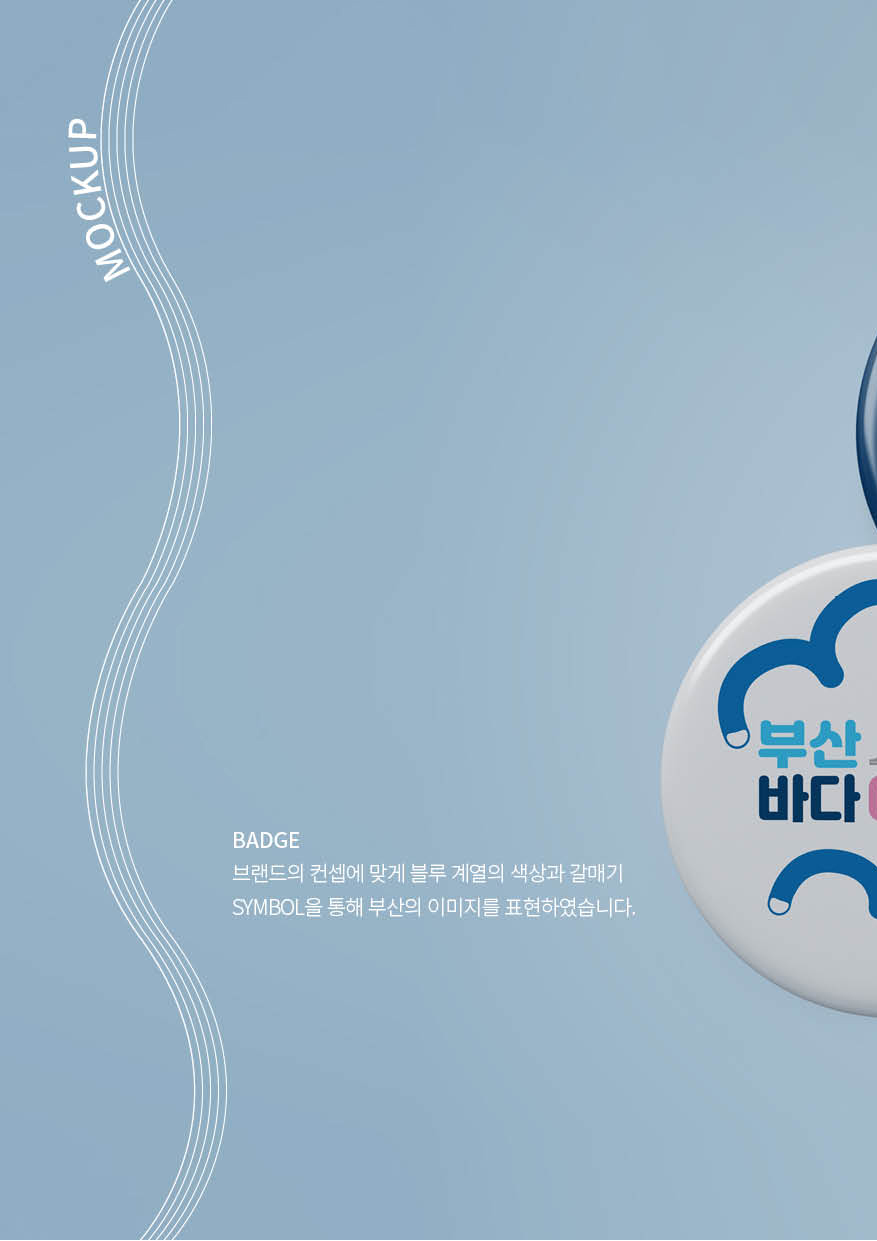 MOCKUP
부산
바다
BADGE
브랜드의 컨셉에 맞게 블루 계열의 색상과 갈매기
SYMBOL을 통해 부산의 이미지를 표현하였습니다.